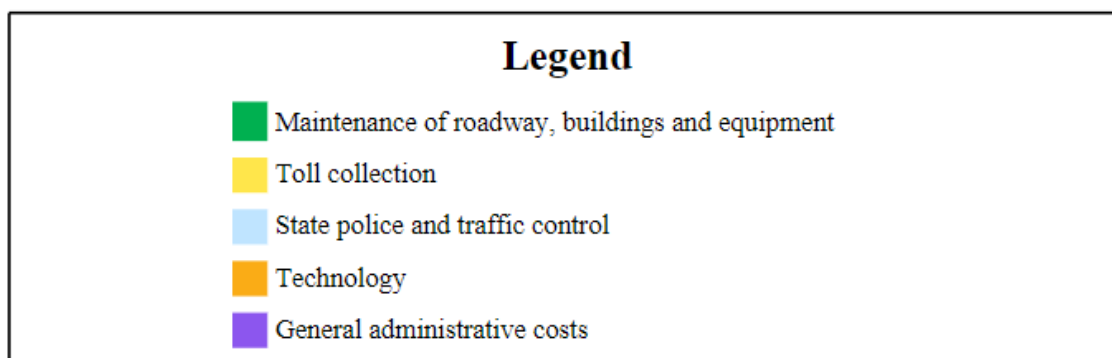 Legend
Maintenance of roadway, buildings and equipment
Toll collection
State police and traffic control
Technology
General administrative costs